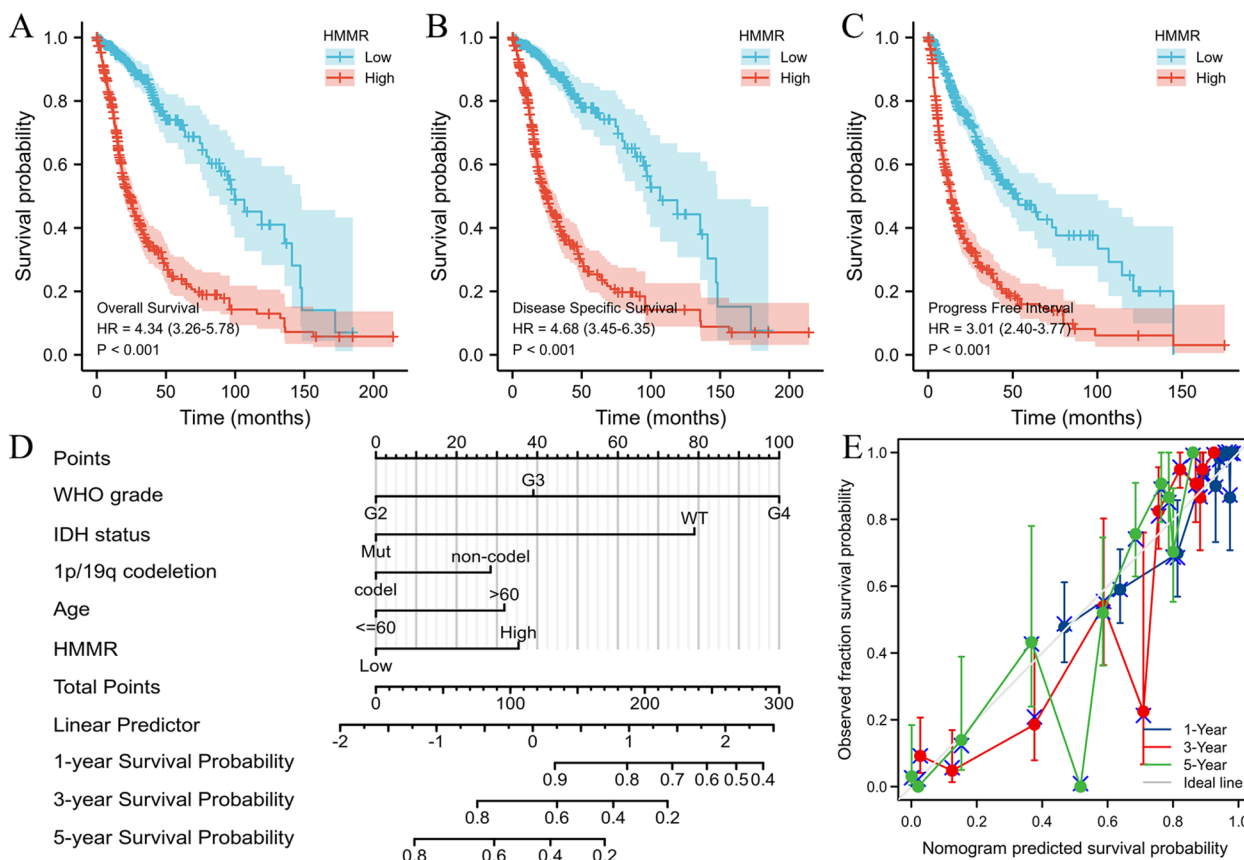 A
HMMR
Low
High
Survival probability
1.0
0.8
0.6
0.4
0.2
0.0
Overall Survival
HR = 4.34 (3.26-5.78)
P < 0.001
0 50 100 150 200
Time (months)
B
HMMR
Low
High
Survival probability
1.0
0.8
0.6
0.4
0.2
0.0
Disease Specific Survival
HR = 4.68 (3.45-6.35)
P < 0.001
0 50 100 150 200
Time (months)
C
HMMR
Low
High
Survival probability
1.0
0.8
0.6
0.4
0.2
0.0
Progress Free Interval
HR = 3.01 (2.40-3.77)
P < 0.001
0 50 100 150
Time (months)
D
0 20 40 60 80 100
Points
WHO grade
G3
G2 G4
IDH status
WT
Mut
1p/19q codeletion
non-codel
codel
Age
>60
<=60
HMMR
High
Low
Total Points
0 100 200 300
Linear Predictor
-2 -1 0 1 2
1-year Survival Probability
0.9 0.8 0.7 0.6 0.5 0.4
3-year Survival Probability
0.8 0.6 0.4 0.2
5-year Survival Probability
0.8 0.6 0.4 0.2
E
Observed fraction survival probability
1.0
0.8
0.6
0.4
0.2
0.0
1-Year
3-Year
5-Year
Ideal line
0.0 0.2 0.4 0.6 0.8 1.0
Nomogram predicted survival probability